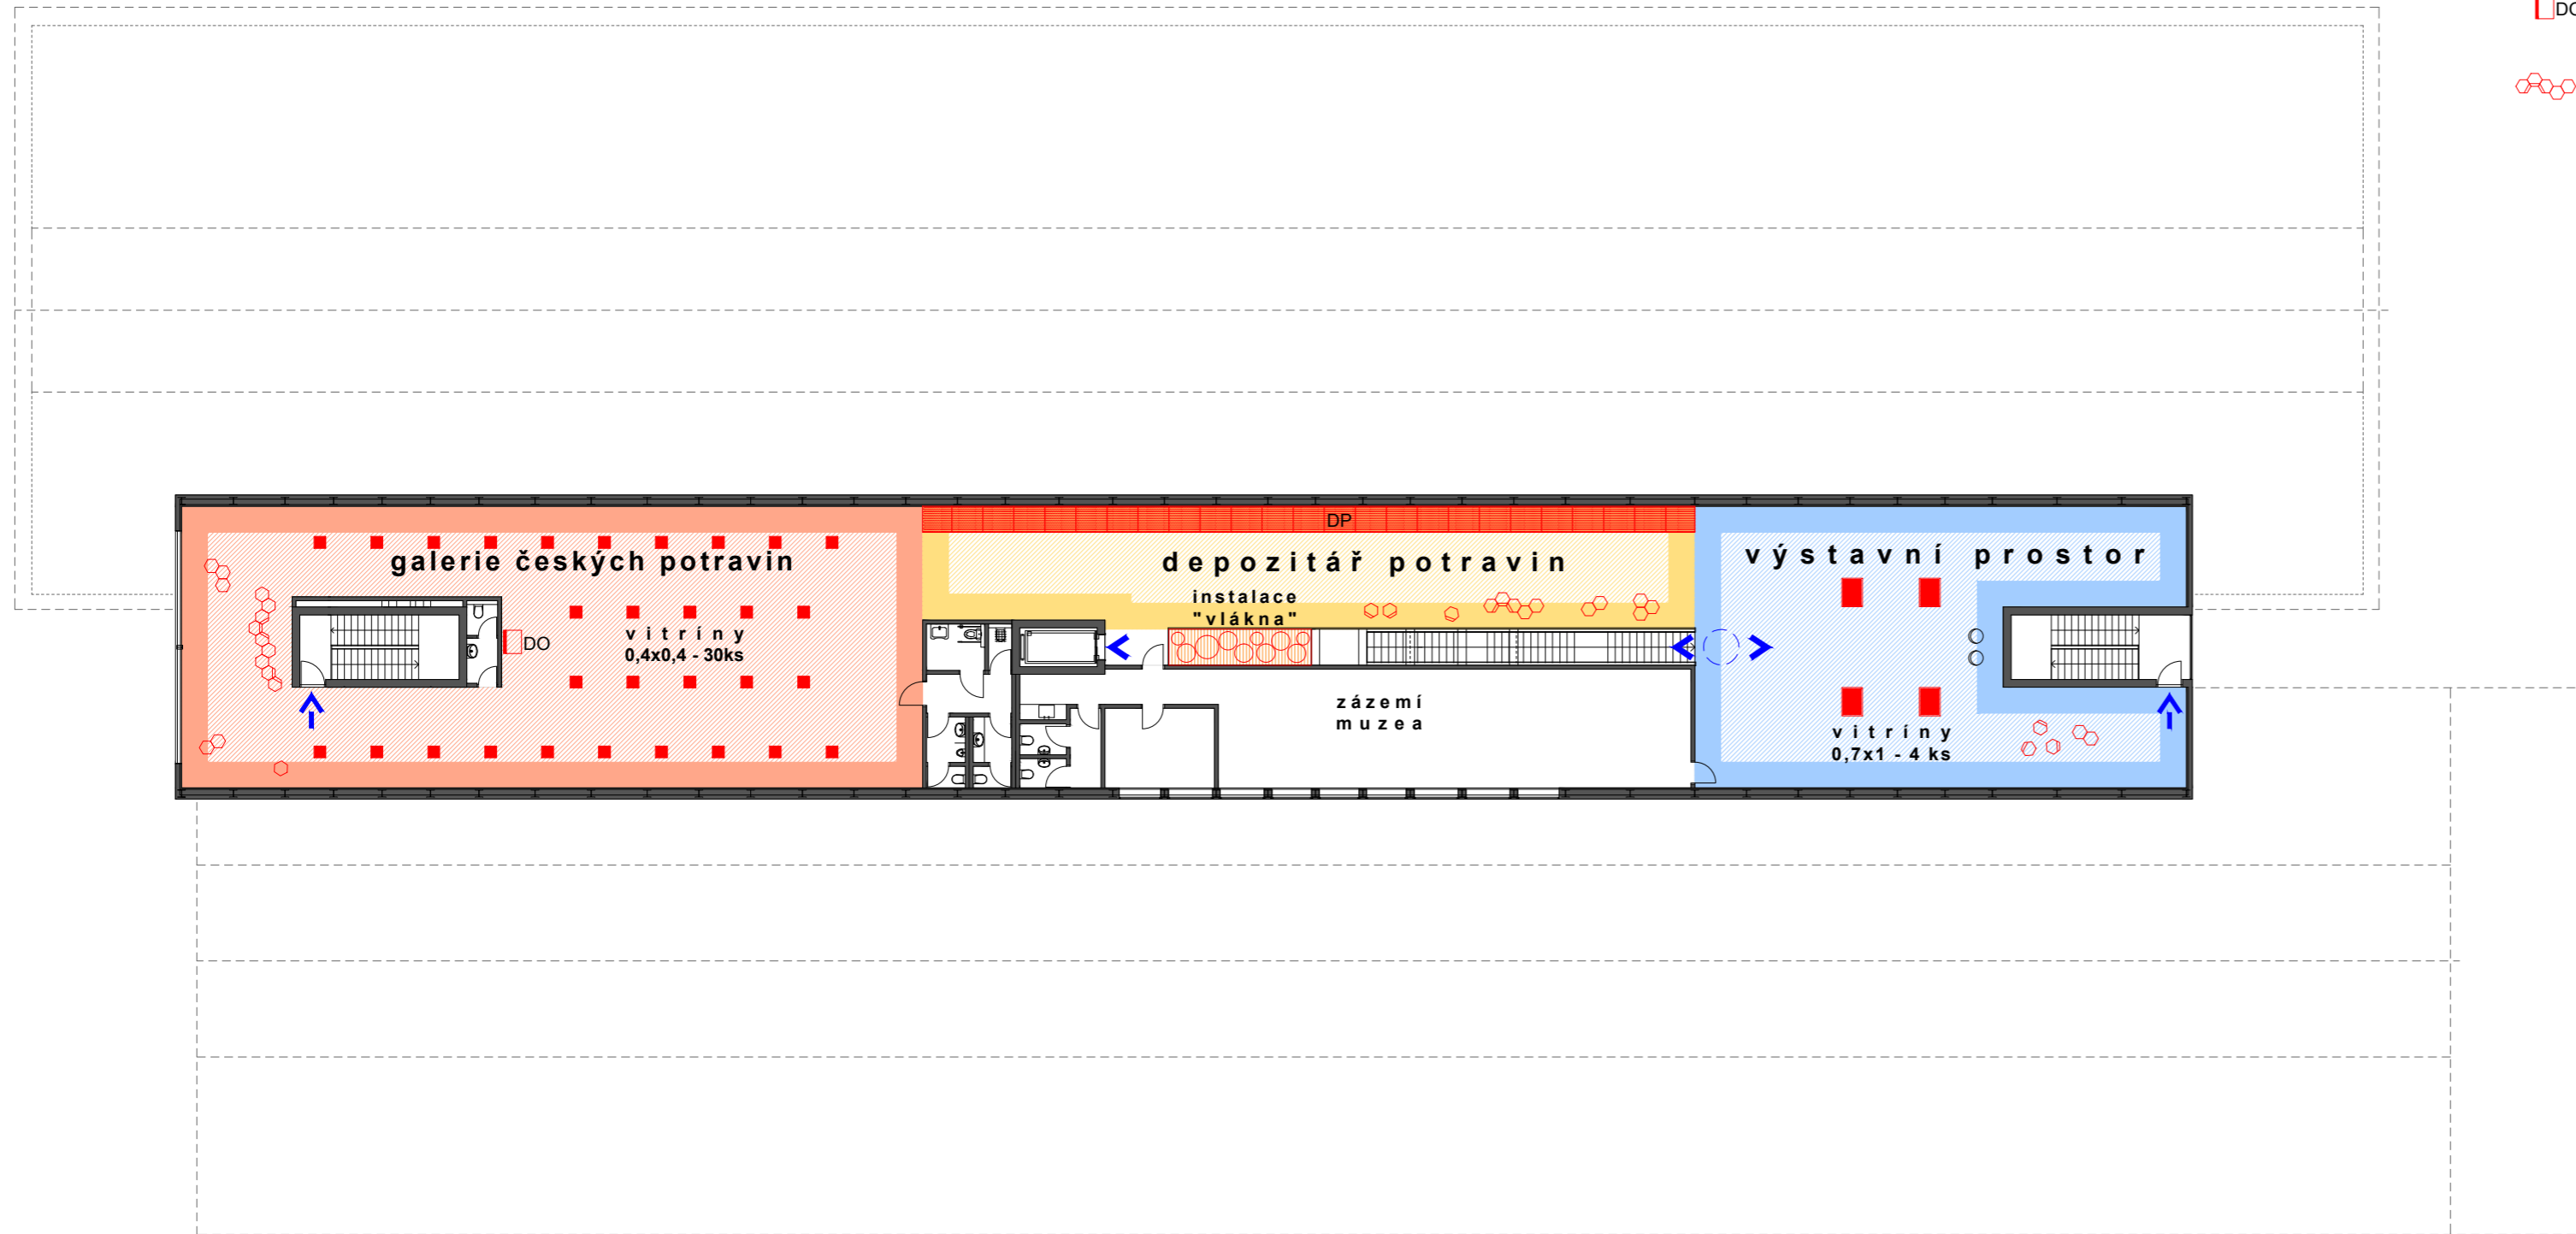 DO
DP
galerie českých potravin
depozitář potravin
výstavní prostor
instalace
"vlákna"
vitríny
0,4x0,4 - 30ks
DO
zázemí
muzea
vitríny
0,7x1 - 4 ks